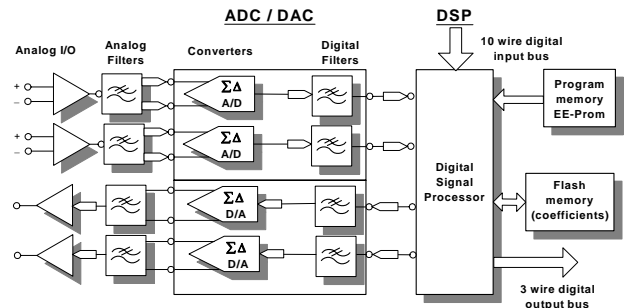 ADC / DAC
DSP
Analog I/O
Analog
Filters
Converters
Digital
Filters
10 wire digital
input bus
+
−
ΣΔ
A/D
Program
memory
EE-Prom
+
−
ΣΔ
A/D
Digital
Signal
Processor
ΣΔ
D/A
Flash
memory
(coefficients)
ΣΔ
D/A
3 wire digital
output bus